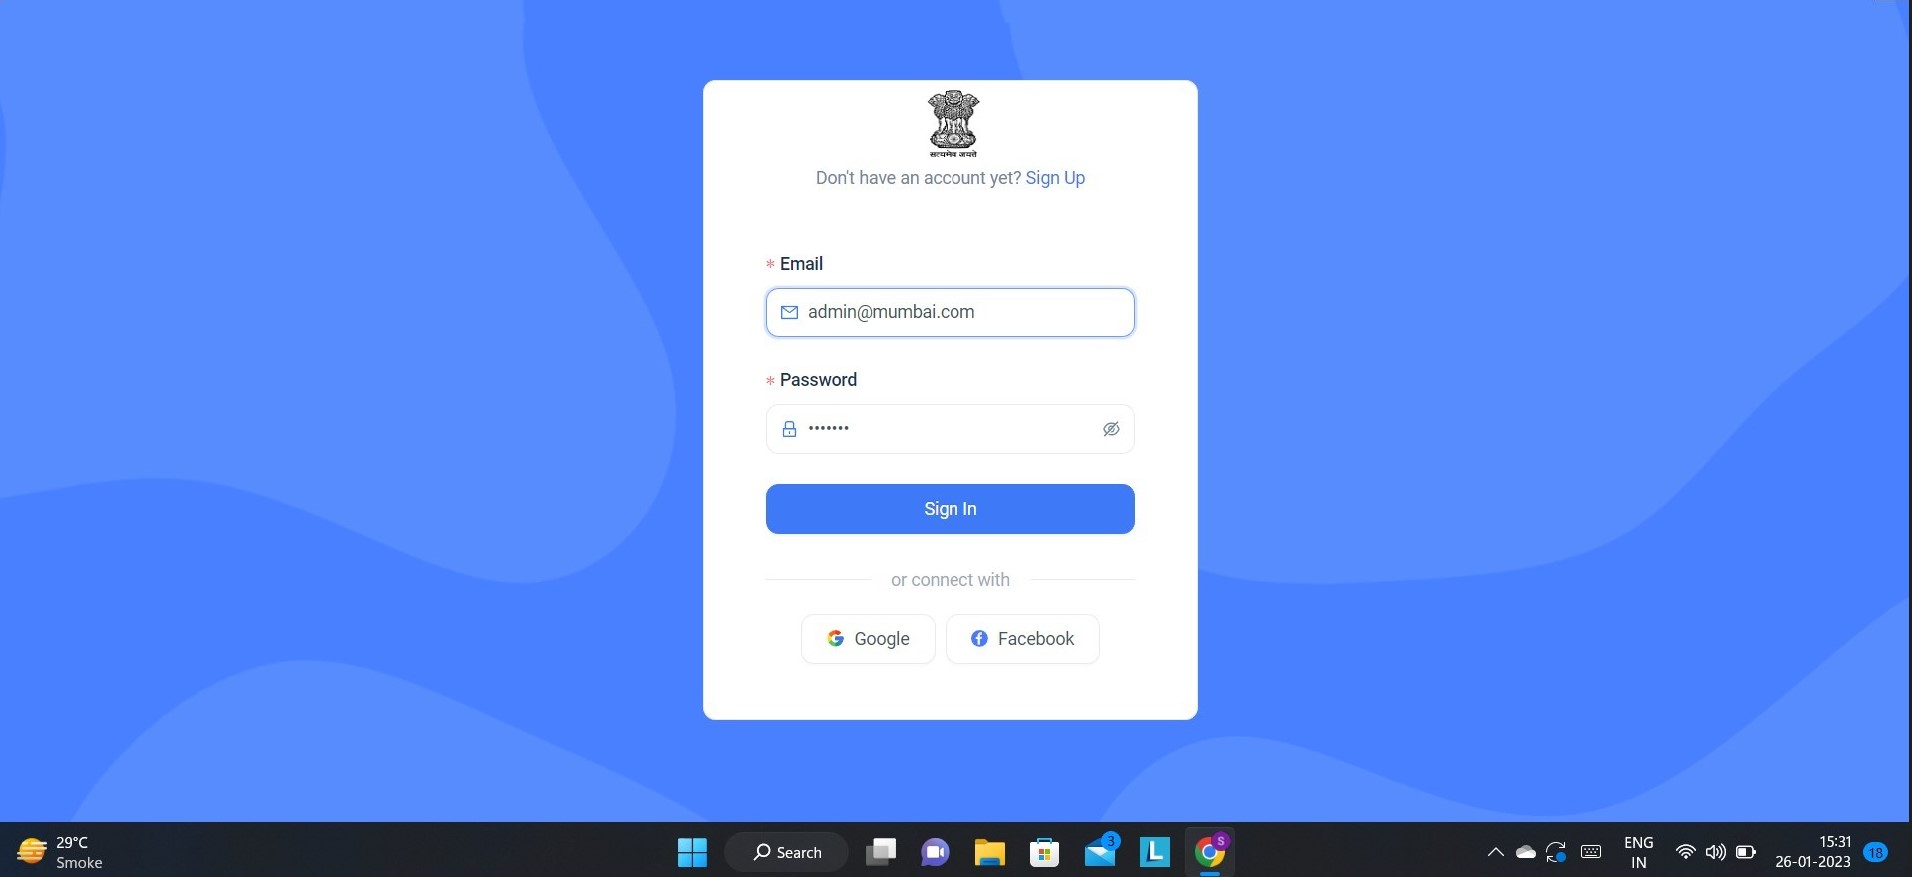 सत्यमेव जयते
Don't have an account yet? Sign Up
* Email
admin@mumbai.com
* Password
•••••••
Sign In
or connect with
Google
Facebook
29°C
Smoke
Search
3
L
S
ENG
IN
15:31
26-01-2023
18